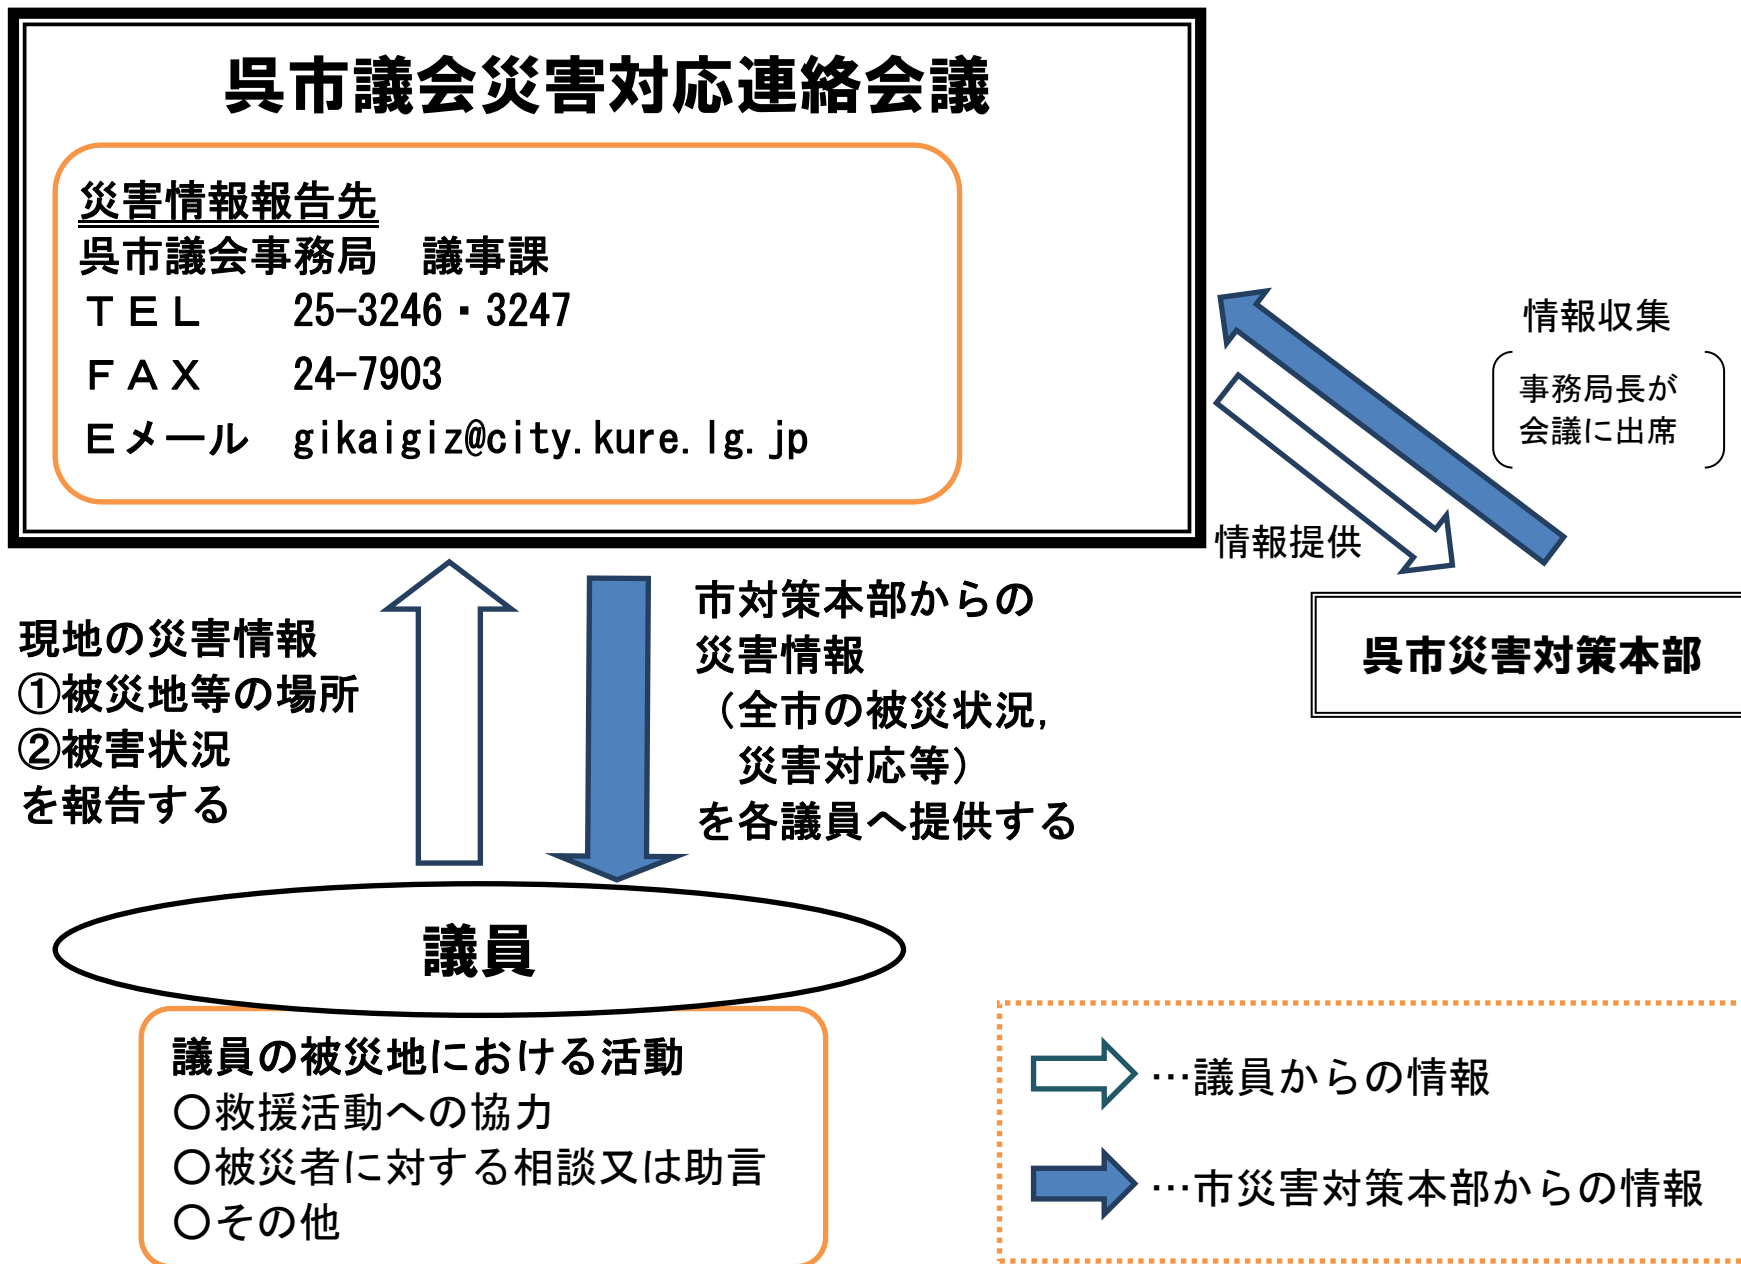 呉市議会災害対応連絡会議
災害情報報告先
呉市議会事務局　議事課
ＴＥＬ　　25-3246・3247
ＦＡＸ　　24-7903
Ｅメール　gikaigiz@city.kure.lg.jp
情報収集
事務局長が
会議に出席
情報提供
呉市災害対策本部
現地の災害情報
①被災地等の場所
②被害状況
を報告する
市対策本部からの
災害情報
（全市の被災状況,
災害対応等）
を各議員へ提供する
議員
議員の被災地における活動
○救援活動への協力
○被災者に対する相談又は助言
○その他
…議員からの情報
…市災害対策本部からの情報